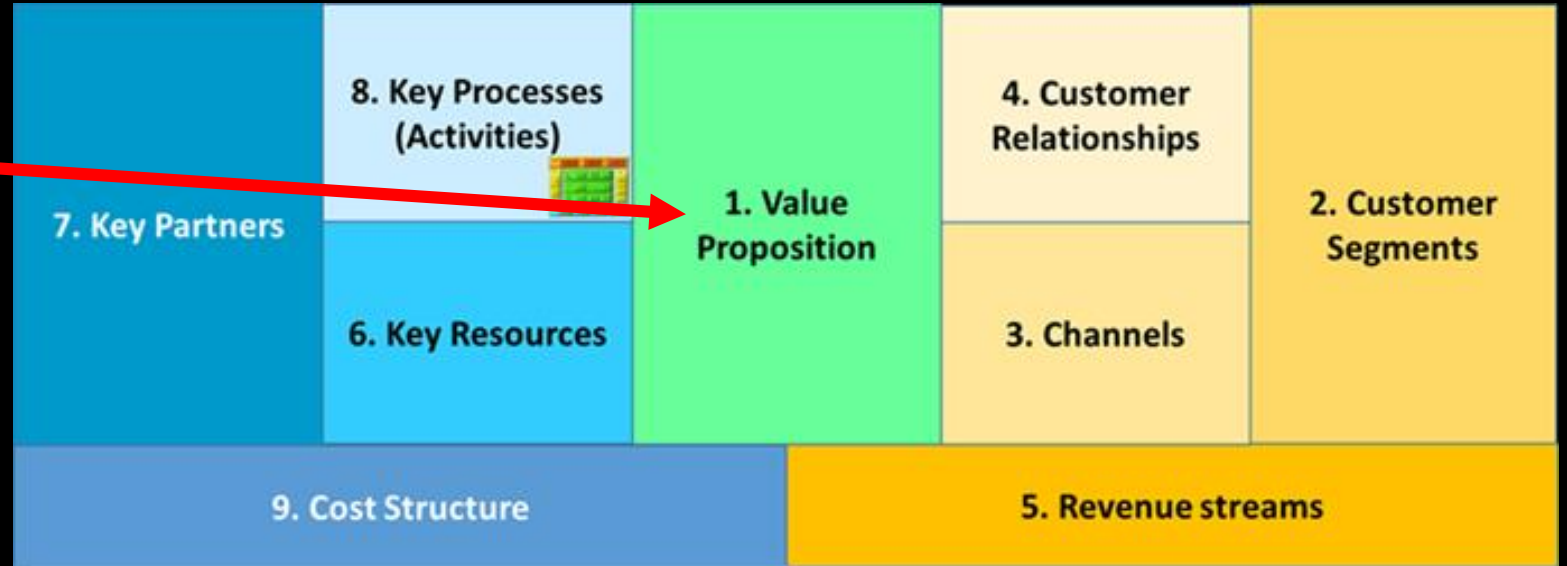 7. Key Partners
8. Key Processes
(Activities)
6. Key Resources
1. Value
Proposition
4. Customer
Relationships
3. Channels
2. Customer
Segments
9. Cost Structure
5. Revenue streams